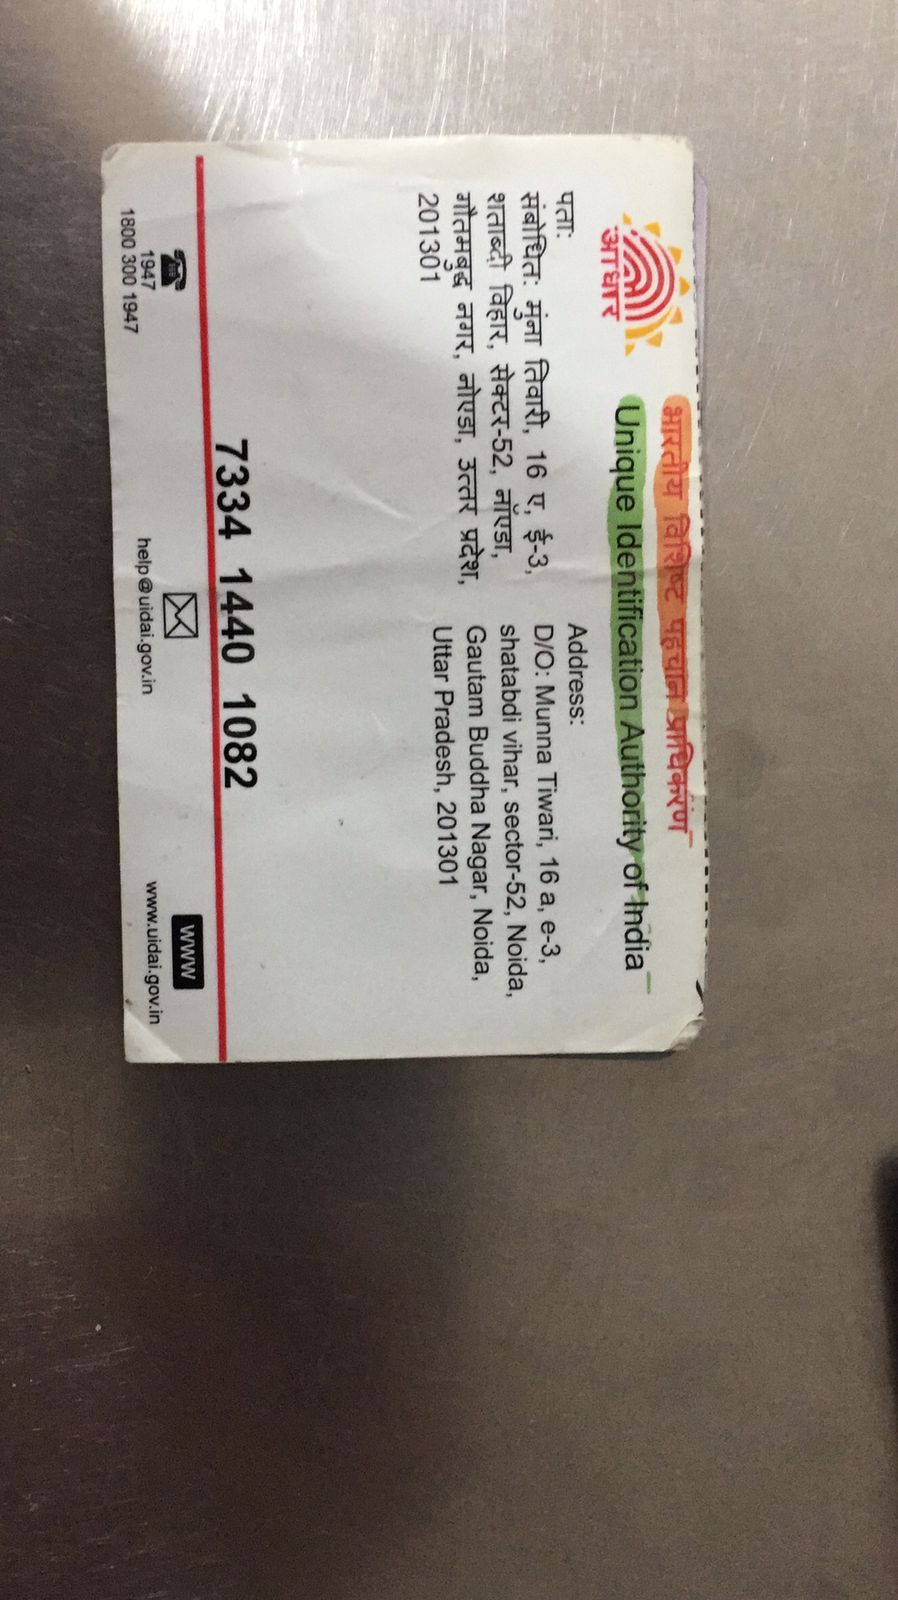 भारतीय विशिष्ट पहचान प्राधिकरण
Unique Identification Authority of India
आधार
पता:
संबोधित: मुंना तिवारी, 16 ए, ई-3,
शताब्दी विहार, सेक्टर-52, नॉएडा,
गौतमबुद्ध नगर, नोएडा, उत्तर प्रदेश,
201301
Address:
D/O: Munna Tiwari, 16 a, e-3,
shatabdi vihar, sector-52, Noida,
Gautam Buddha Nagar, Noida,
Uttar Pradesh, 201301
7334 1440 1082
1947
1800 300 1947
help@uidai.gov.in
www
www.uidai.gov.in